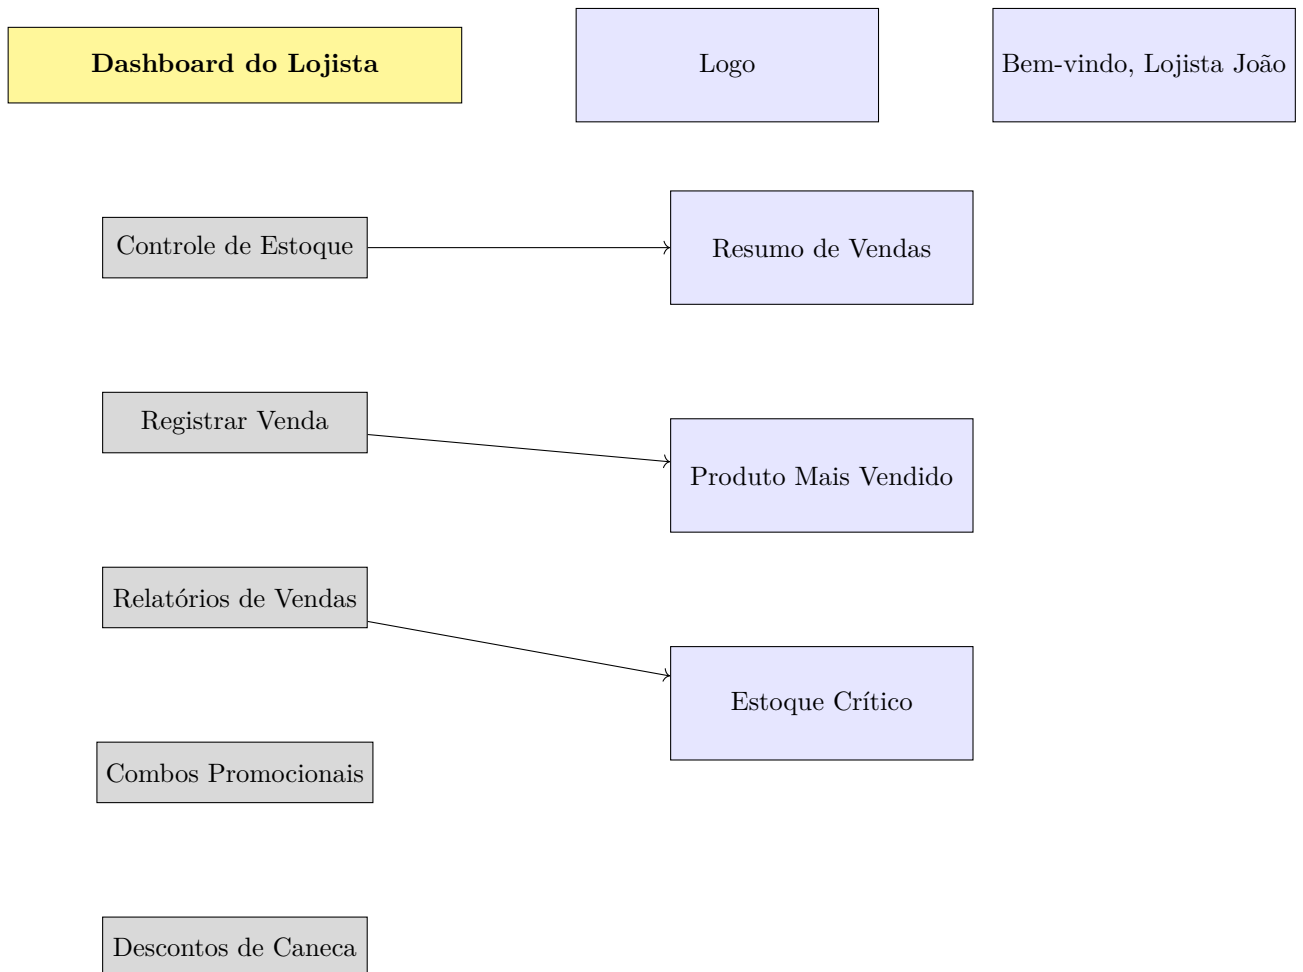 Dashboard do Lojista
Logo
Bem-vindo, Lojista João
Controle de Estoque
Resumo de Vendas
Registrar Venda
Produto Mais Vendido
Relatórios de Vendas
Estoque Crítico
Combos Promocionais
Descontos de Caneca